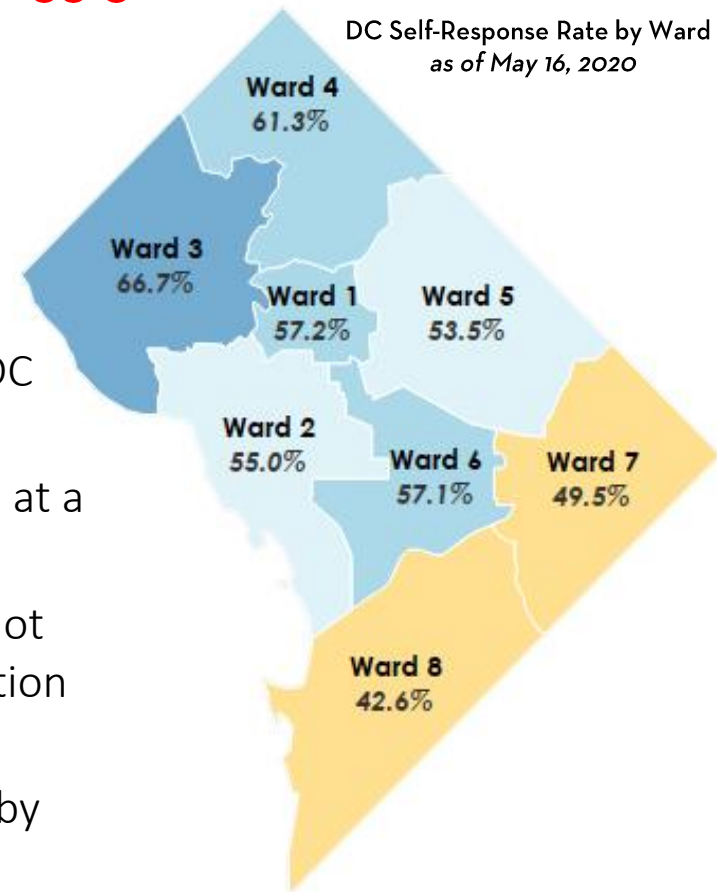 DC Self-Response Rate by Ward
as of May 16, 2020
Ward 4
61.3%
Ward 3
66.7%
Ward 1
57.2%
Ward 5
53.5%
DC
Ward 2
55.0%
Ward 6
57.1%
Ward 7
49.5%
at a
Ward 8
42.6%
by